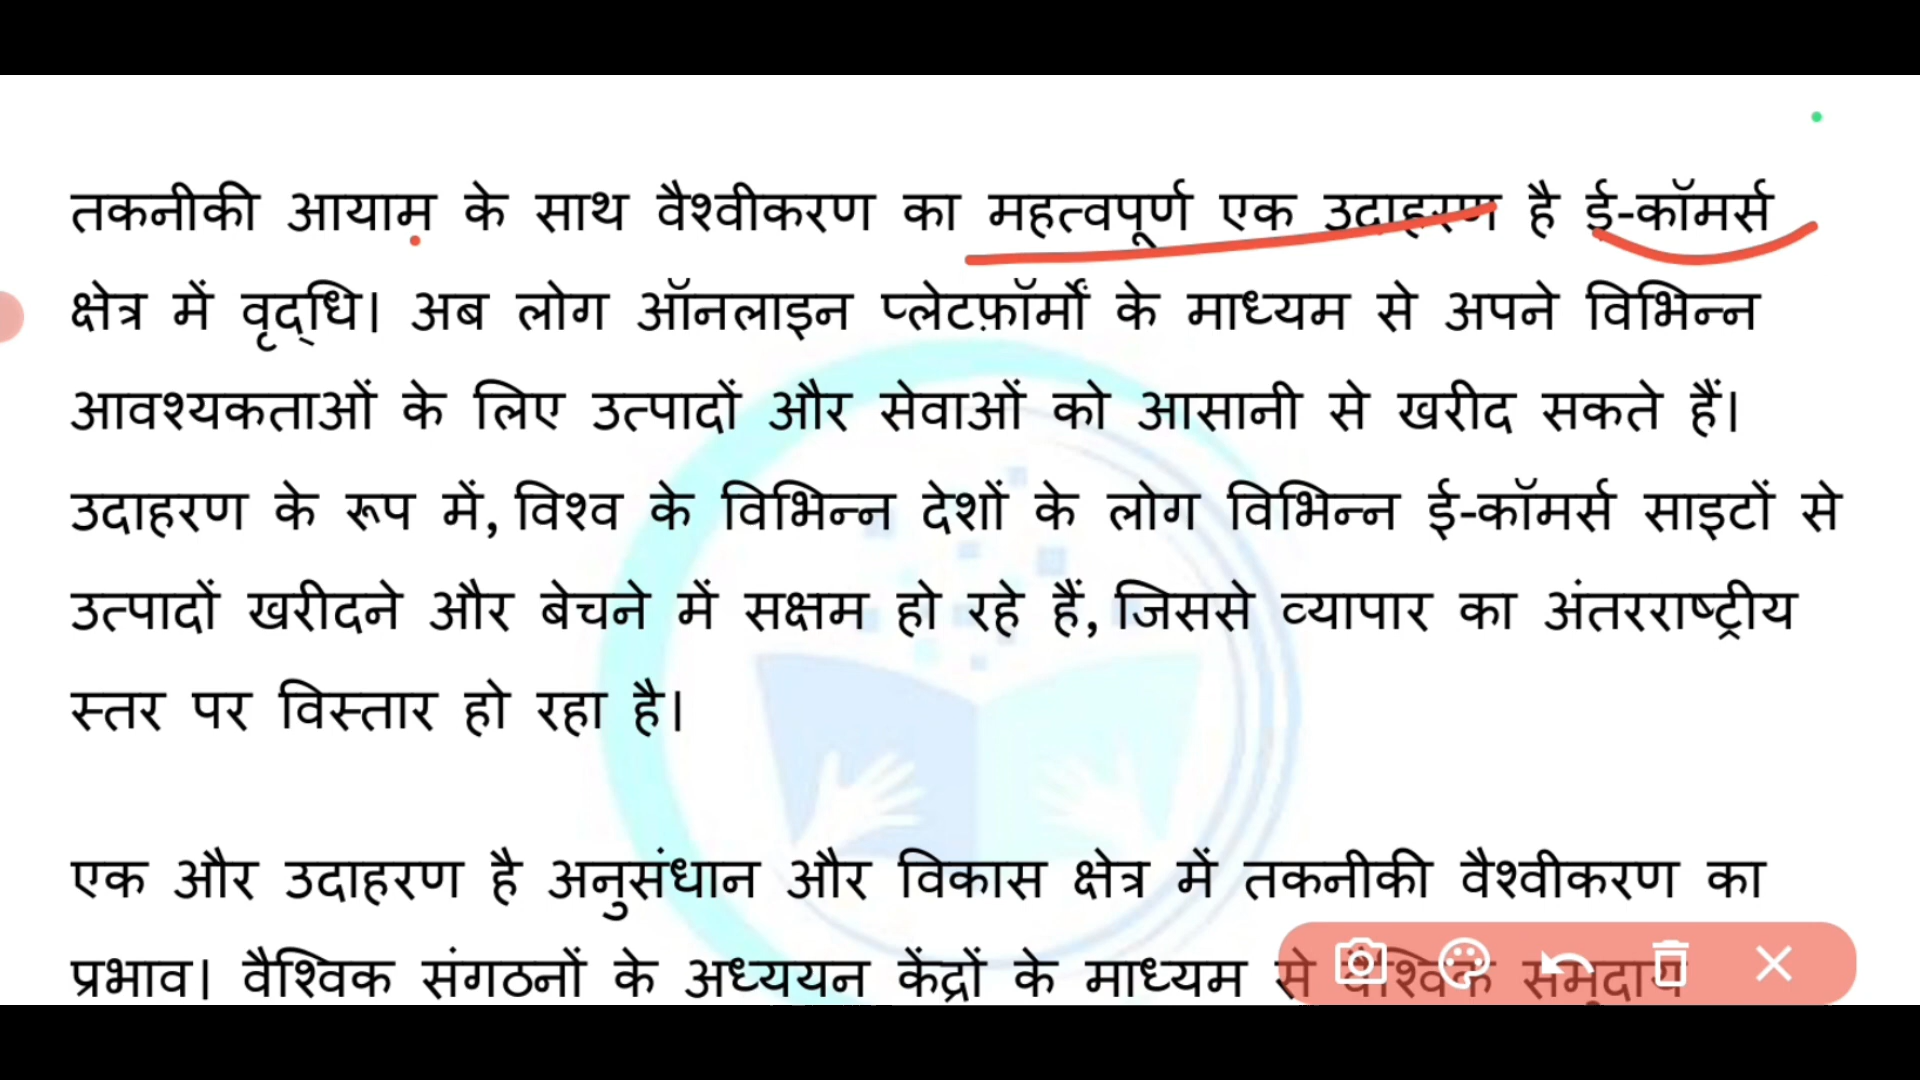 तकनीकी आयाम के साथ वैश्वीकरण का महत्वपूर्ण एक उदाहरण है ई-कॉमर्स
क्षेत्र में वृद्धि। अब लोग ऑनलाइन प्लेटफ़ॉर्मों के माध्यम से अपने विभिन्न
आवश्यकताओं के लिए उत्पादों और सेवाओं को आसानी से खरीद सकते हैं।
उदाहरण के रूप में, विश्व के विभिन्न देशों के लोग विभिन्न ई-कॉमर्स साइटों से
उत्पादों खरीदने और बेचने में सक्षम हो रहे हैं, जिससे व्यापार का अंतरराष्ट्रीय
स्तर पर विस्तार हो रहा है।
एक और उदाहरण है अनुसंधान और विकास क्षेत्र में तकनीकी वैश्वीकरण का
प्रभाव। वैश्विक संगठनों के अध्ययन केंद्रों के माध्यम से वैश्विक समुदाय